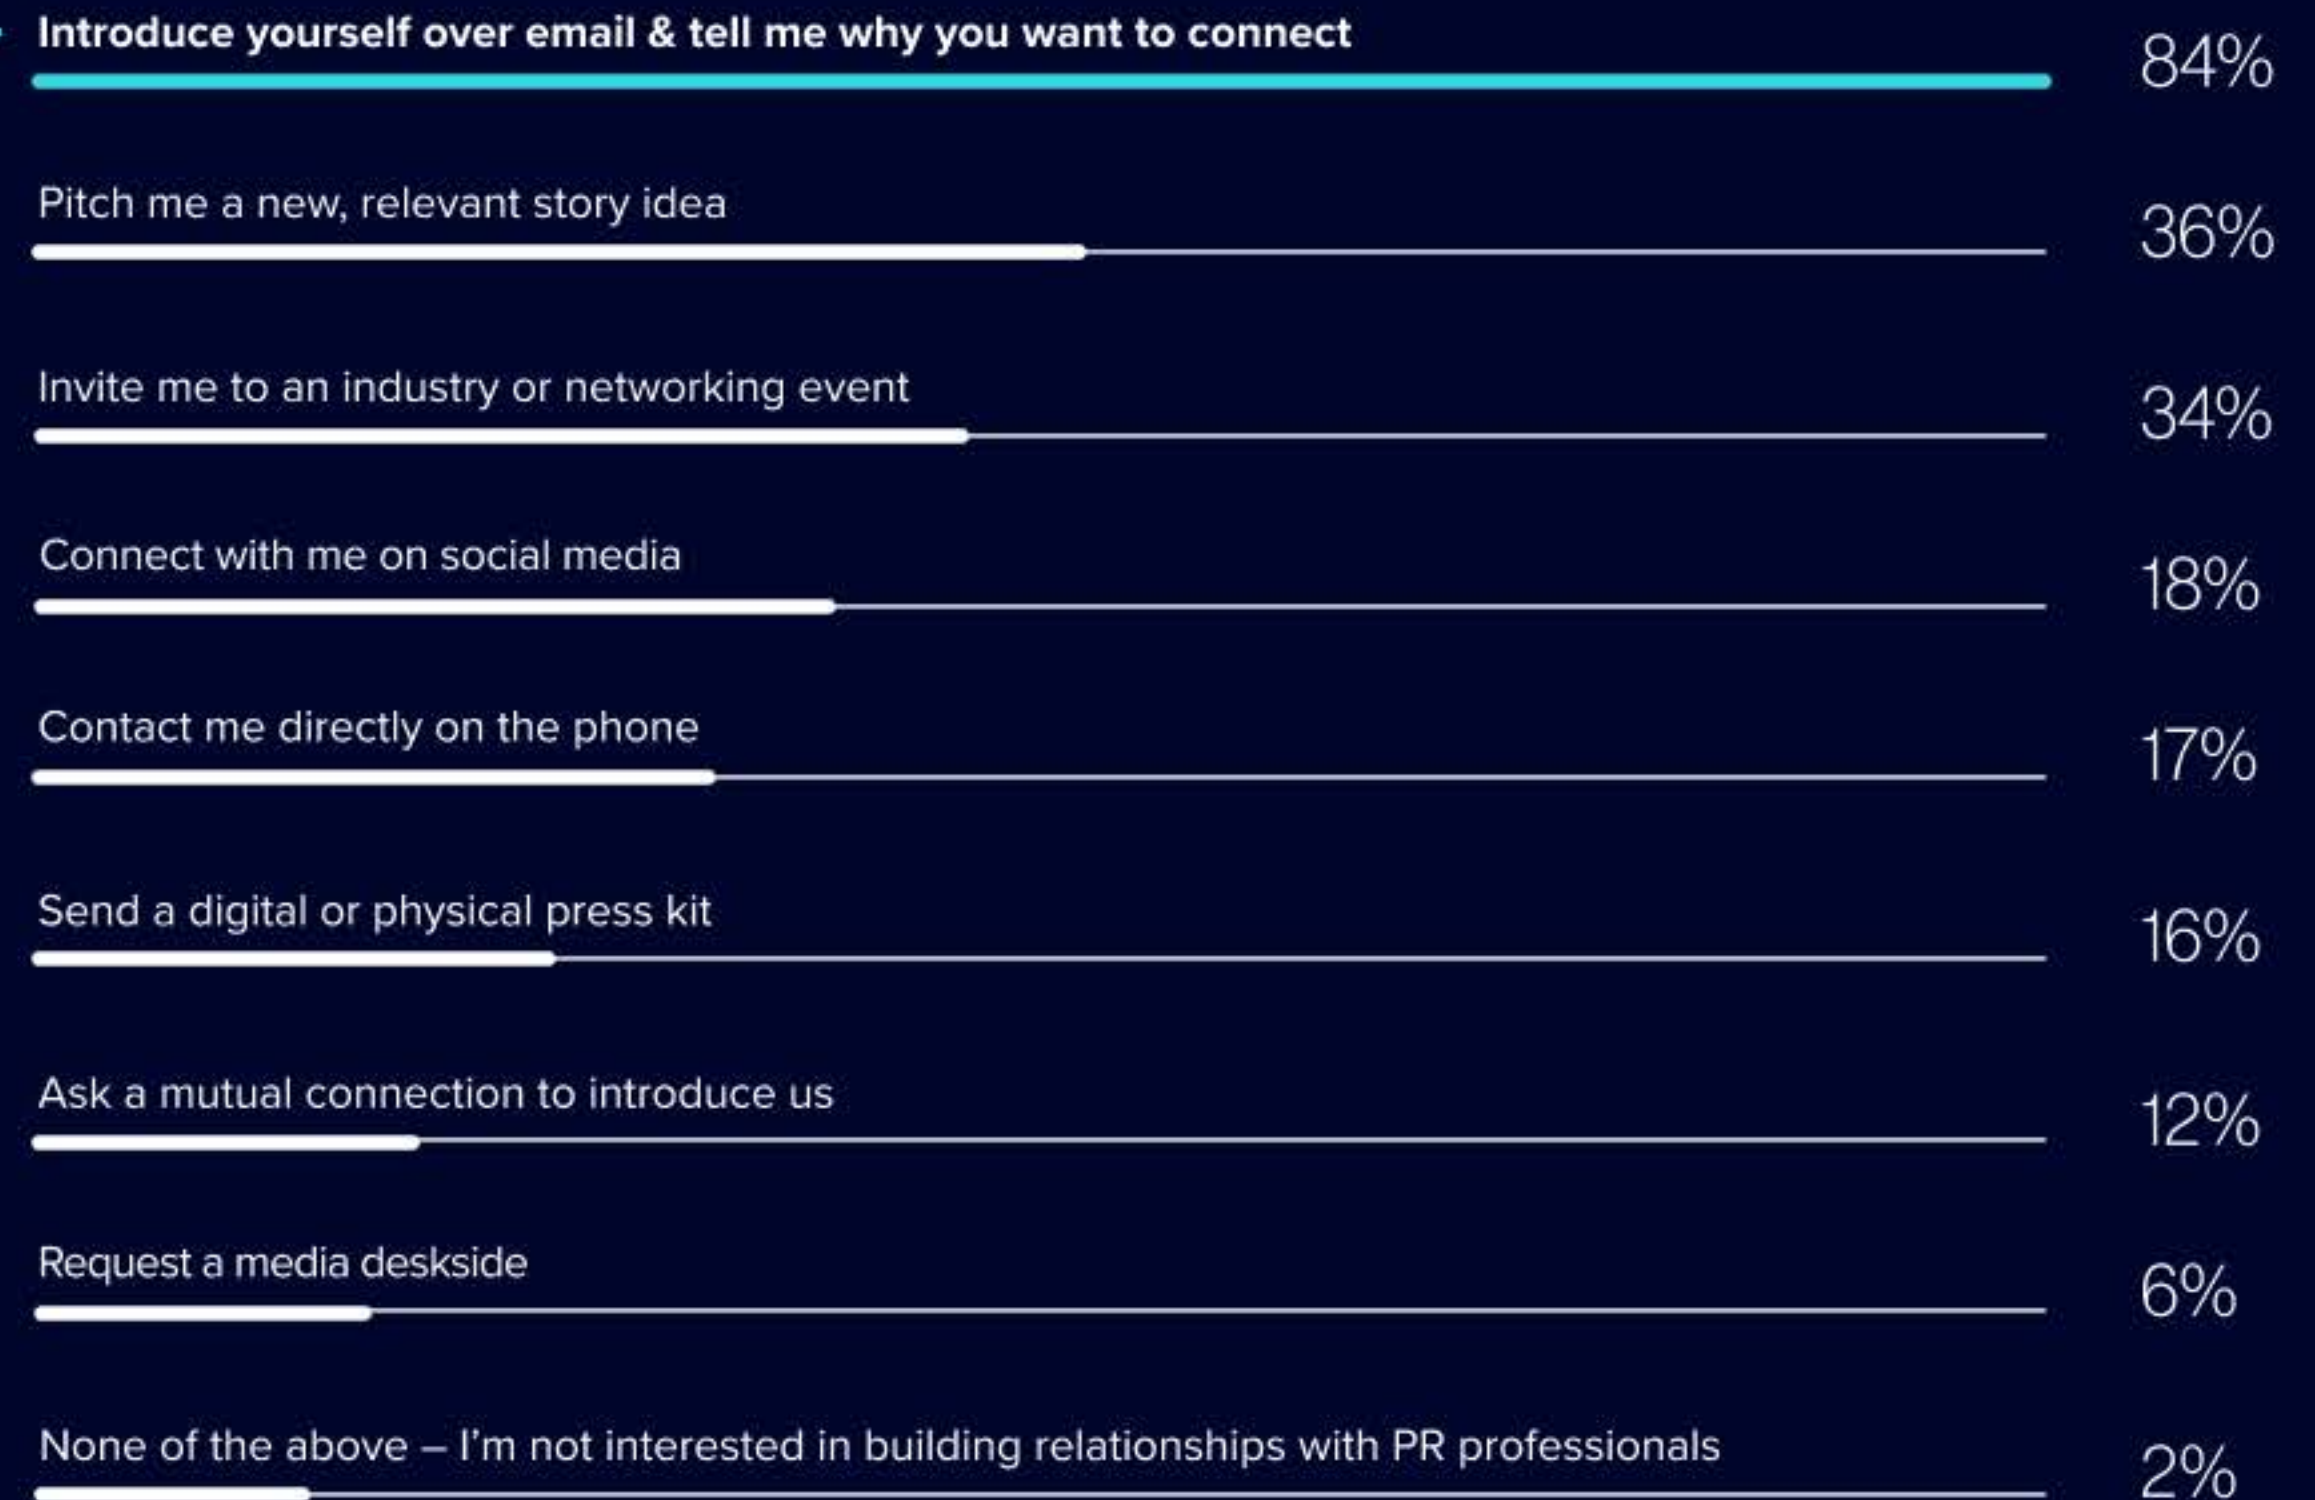 Introduce yourself over email & tell me why you want to connect 84%
Pitch me a new, relevant story idea 36%
Invite me to an industry or networking event 34%
Connect with me on social media 18%
Contact me directly on the phone 17%
Send a digital or physical press kit 16%
Ask a mutual connection to introduce us 12%
Request a media deskside 6%
None of the above – I’m not interested in building relationships with PR professionals 2%